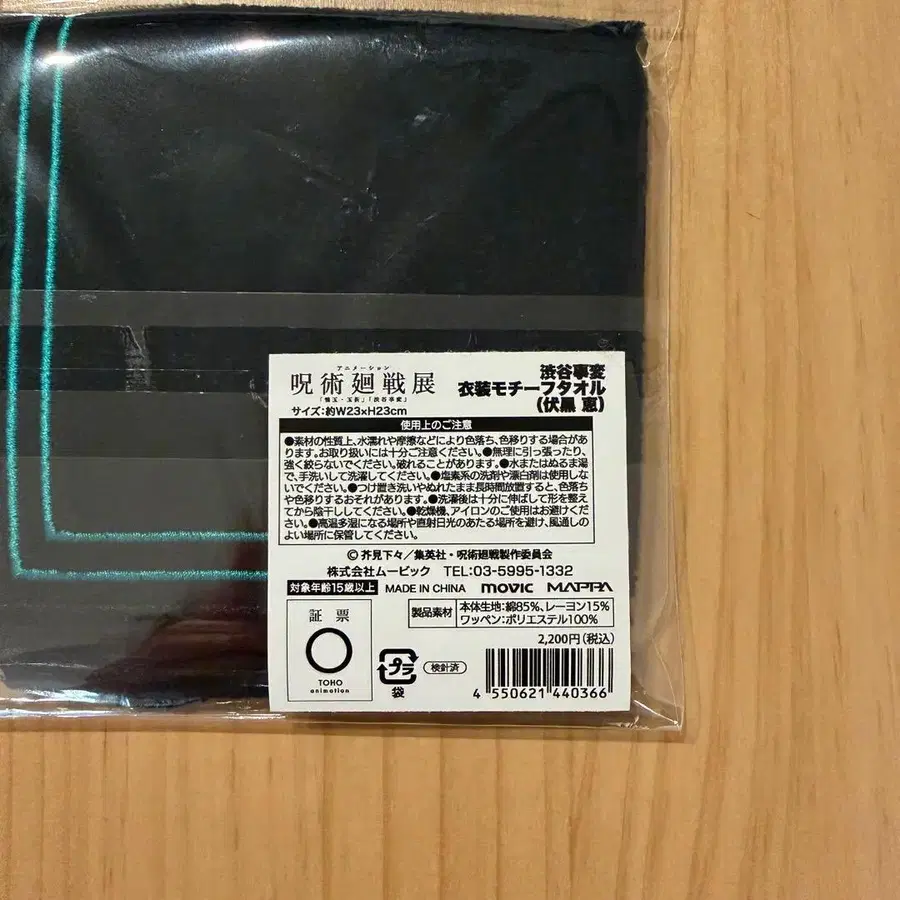 アニメーション
呪術廻戦展
「懐玉・玉折」「渋谷事変」
サイズ:約W23×H23cm
渋谷事変
衣装モチーフタオル
(伏黒 恵)
使用上のご注意
●素材の性質上、水濡れや摩擦などにより色落ち、色移りする場合があ
ります。お取り扱いには十分ご注意ください。●無理に引っ張ったり、
強く絞らないでください。破れることがあります。●水またはぬるま湯
で、手洗いして洗濯してください。●塩素系の洗剤や漂白剤は使用しな
いでください。●つけ置き洗いやぬれたまま長時間放置すると、色落ち
や色移りするおそれがあります。●洗濯後は十分に伸ばして形を整え
てから陰干ししてください。●乾燥機、アイロンのご使用はお避けくだ
さい。●高温多湿になる場所や直射日光のあたる場所を避け、風通しの
よい場所に保管してください。
©芥見下々/集英社・呪術廻戦製作委員会
株式会社ムービック TEL:03-5995-1332
対象年齢15歳以上 MADE IN CHINA movic MAPPA
証票
TOHO
animation
製品素材
本体生地:綿85%、レーヨン15%
ワッペン:ポリエステル100%
2,200円(税込)
プラ
袋
検針済
4 550621 440366